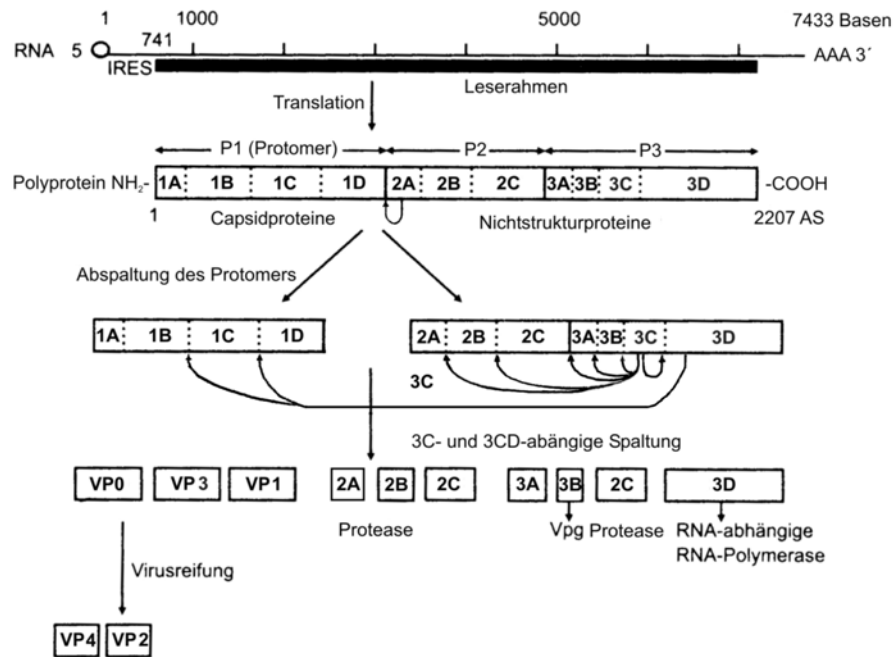 1 1000 5000 7433 Basen
741
RNA 5 AAA 3´
IRES Leserahmen
Translation
P1 (Protomer) P2 P3
Polyprotein NH2- 1A 1B 1C 1D 2A 2B 2C 3A 3B 3C 3D -COOH
1 Capsidproteine Nichtstrukturproteine 2207 AS
Abspaltung des Protomers
1A 1B 1C 1D 2A 2B 2C 3A 3B 3C 3D
3C
3C- und 3CD-abängige Spaltung
VP0 VP3 VP1 2A 2B 2C 3A 3B 2C 3D
Protease Vpg Protease RNA-abhängige
RNA-Polymerase
Virusreifung
VP4 VP2